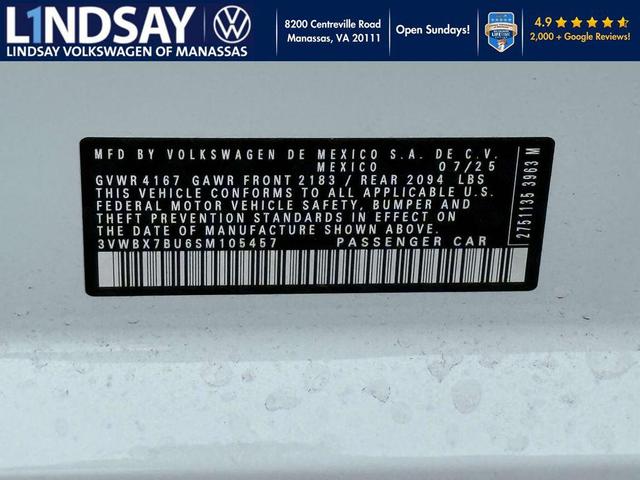 LINDSAY
LINDSAY VOLKSWAGEN OF MANASSAS
8200 Centreville Road
Manassas, VA 20111
Open Sundays!
4.9
2,000 + Google Reviews!
MFD BY VOLKSWAGEN DE MEXICO S.A. DE C.V.
MEXICO 07/25
GVWR 4167 GAWR FRONT 2183 / REAR 2094 LBS
THIS VEHICLE CONFORMS TO ALL APPLICABLE U.S.
FEDERAL MOTOR VEHICLE SAFETY, BUMPER AND
THEFT PREVENTION STANDARDS IN EFFECT ON
THE DATE OF MANUFACTURE SHOWN ABOVE.
3VWBX7BU6SM105457 PASSENGER CAR
2751135 3963 M